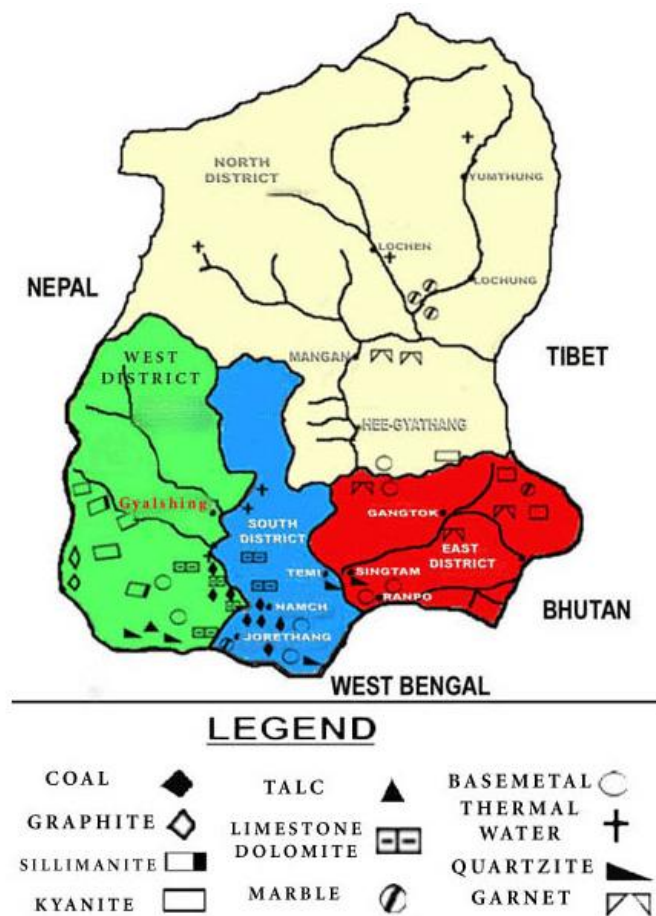 NORTH
DISTRICT
YUMTHUNG
LOCHEN
LOCHUNG
NEPAL
TIBET
MANGAN
WEST
DISTRICT
HEE-GYATHANG
Gyalshing
GANGTOK
SOUTH
DISTRICT
EAST
DISTRICT
TEMI
SINGTAM
RANPO
NAMCH
BHUTAN
JORETHANG
WEST BENGAL
LEGEND
COAL
GRAPHITE
SILLIMANITE
KYANITE
TALC
LIMESTONE
DOLOMITE
MARBLE
BASEMETAL
THERMAL
WATER
QUARTZITE
GARNET